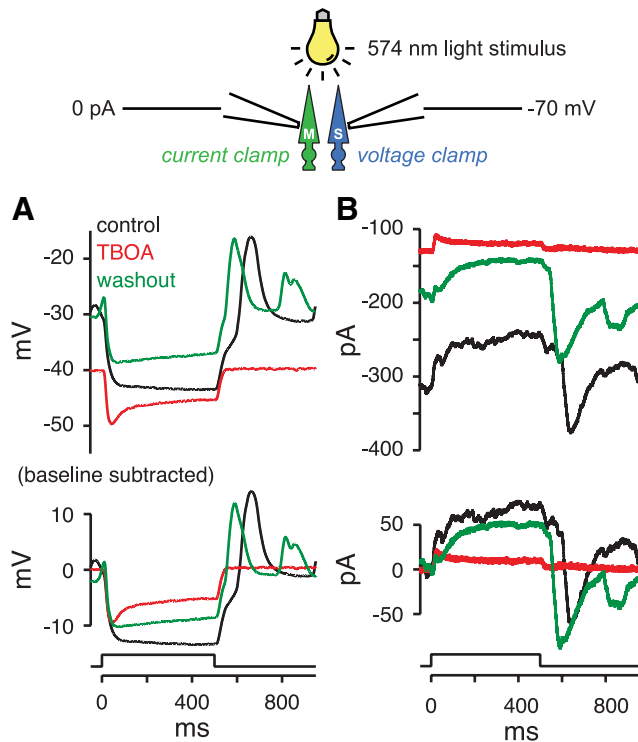 574 nm light stimulus
0 pA
-70 mV
M
S
current clamp
voltage clamp
A
control
TBOA
washout
-20
-30
-40
-50
mV
B
-100
-200
-300
-400
pA
(baseline subtracted)
10
0
-10
mV
50
0
-50
pA
0 400 800
ms
0 400 800
ms